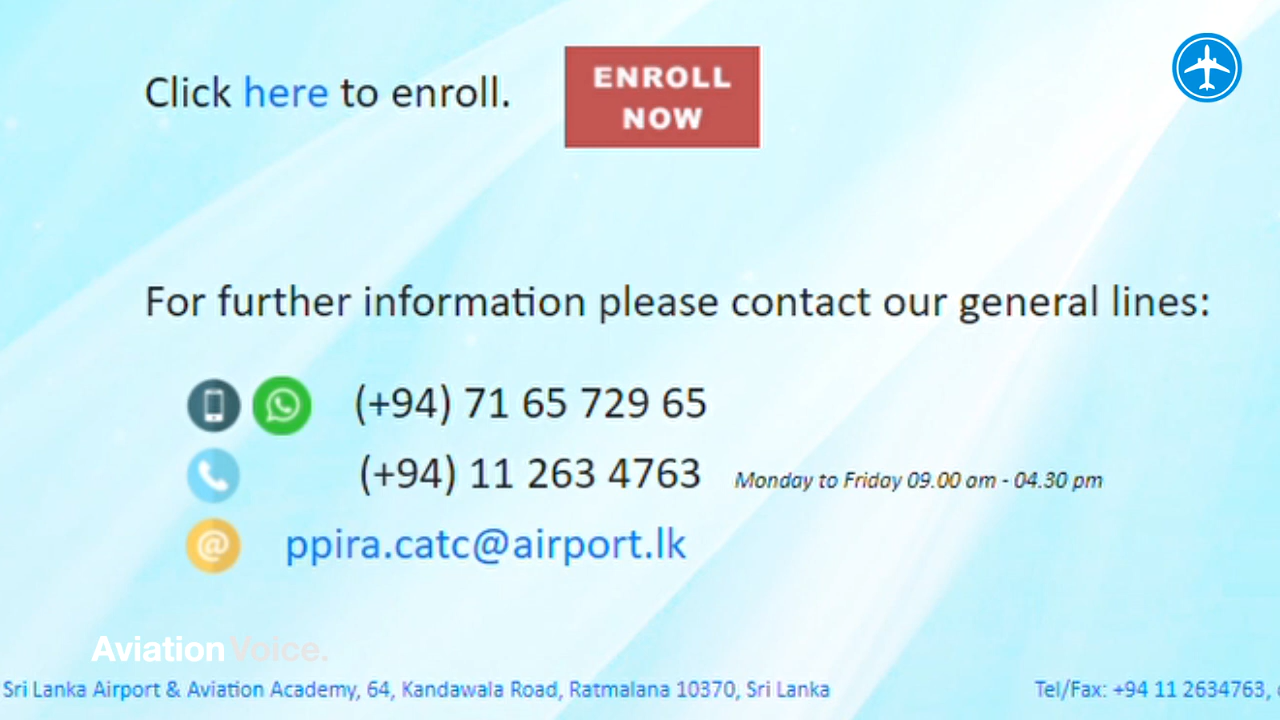 Click here to enroll.
ENROLL
NOW
For further information please contact our general lines:
(+94) 71 65 729 65
(+94) 11 263 4763 Monday to Friday 09.00 am - 04.30 pm
@ ppira.catc@airport.lk
Aviation Voice.
Sri Lanka Airport & Aviation Academy, 64, Kandawala Road, Ratmalana 10370, Sri Lanka
Tel/Fax: +94 11 2634763,